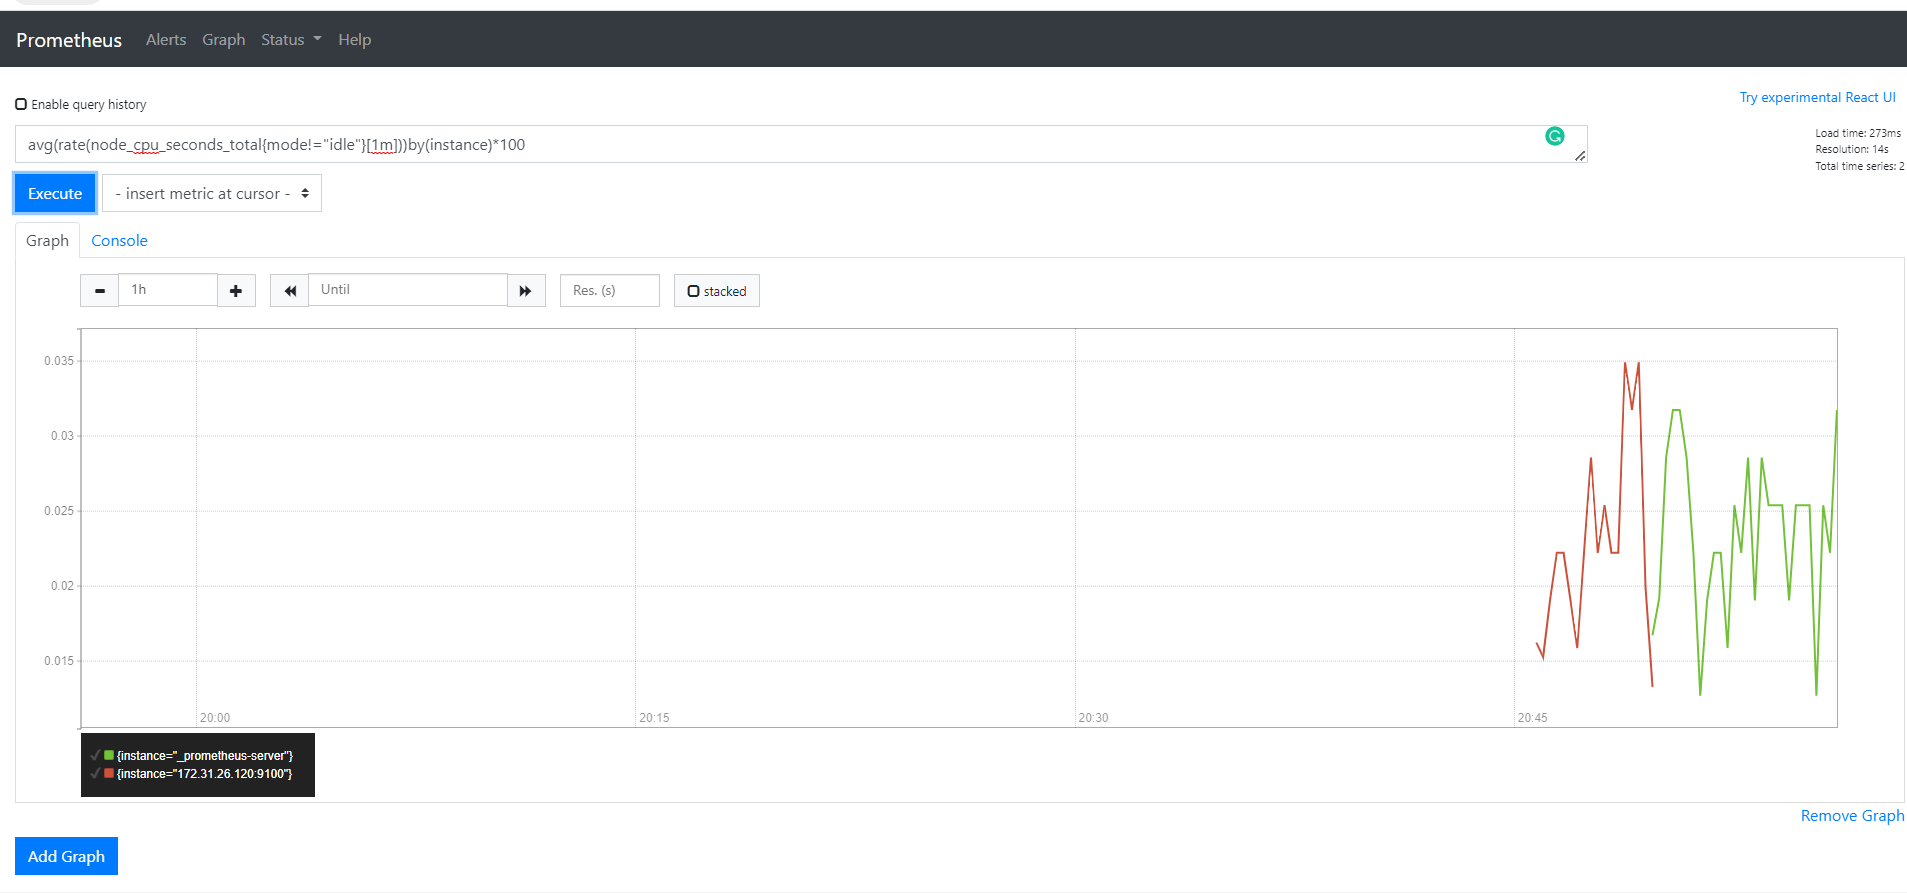 Prometheus Alerts Graph Status Help
Enable query history
Try experimental React UI
avg(rate(node_cpu_seconds_total{mode!="idle"}[1m]))by(instance)*100
Load time: 273ms
Resolution: 14s
Total time series: 2
Execute - insert metric at cursor -
Graph Console
1h Until Res. (s) stacked
0.035
0.03
0.025
0.02
0.015
20:00 20:15 20:30 20:45
{instance="_prometheus-server"}
{instance="172.31.26.120:9100"}
Remove Graph
Add Graph